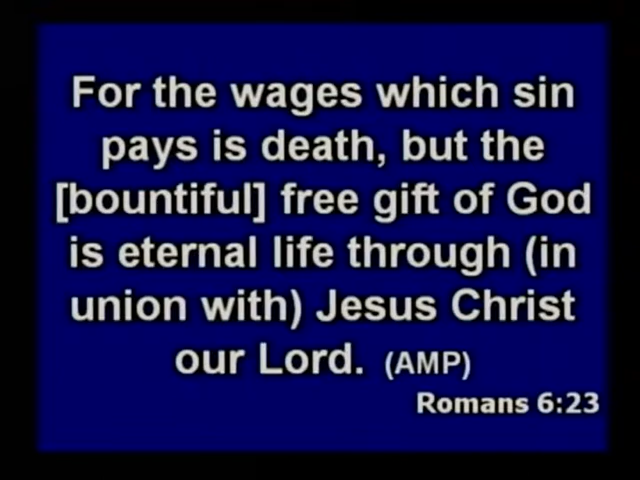 For the wages which sin
pays is death, but the
[bountiful] free gift of God
is eternal life through (in
union with) Jesus Christ
our Lord. (AMP)
Romans 6:23